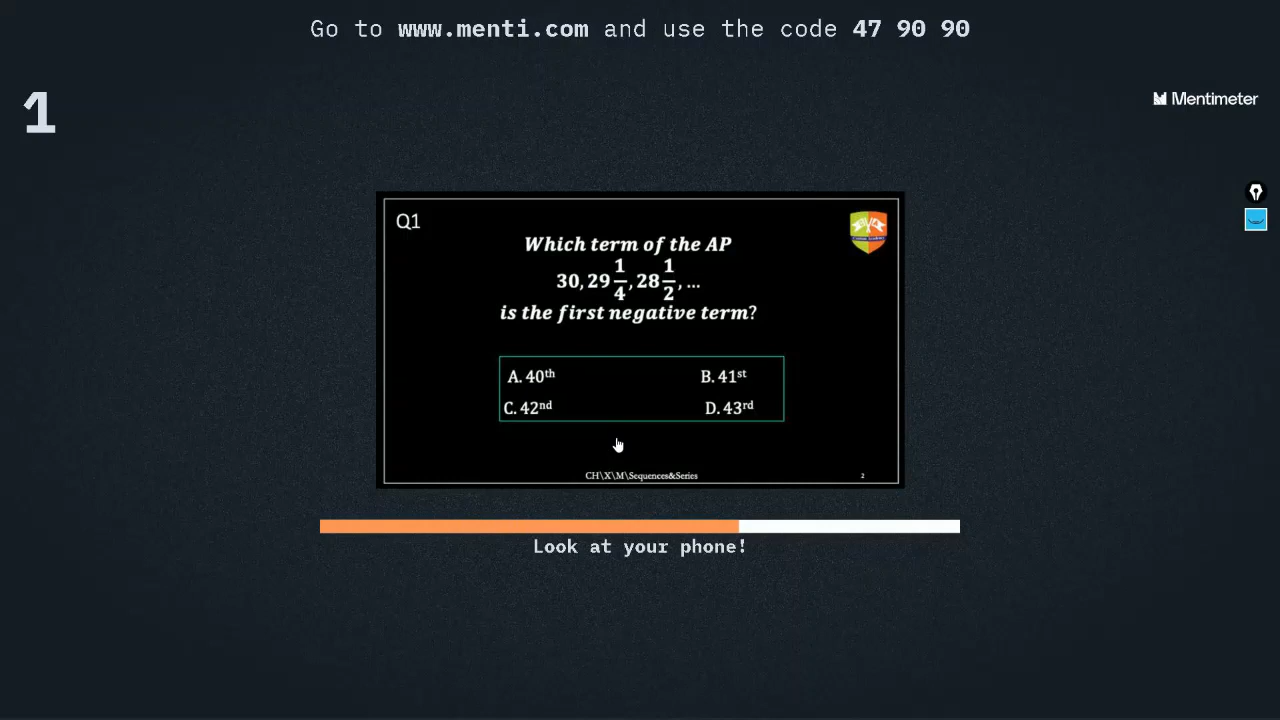 Go to www.menti.com and use the code 47 90 90
1
Mentimeter
Q1
Which term of the AP
30, 29 1/4, 28 1/2, ...
is the first negative term?
A. 40th B. 41st
C. 42nd D. 43rd
CH\X\M\Sequences&Series 2
Look at your phone!